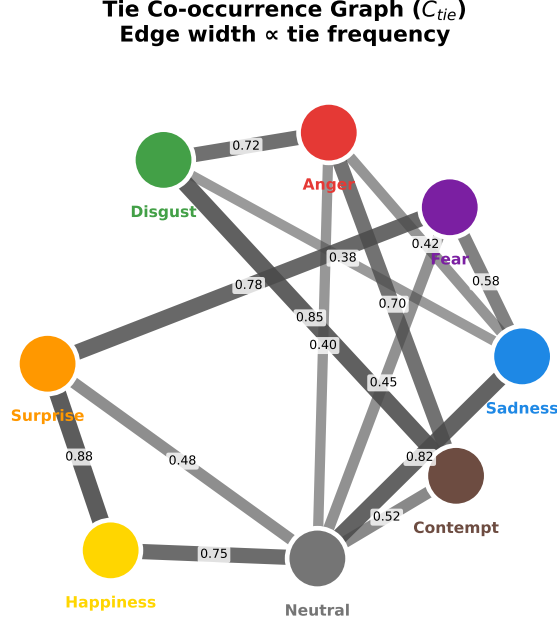 Tie Co-occurrence Graph (C_tie)
Edge width ∝ tie frequency
0.72
Anger
Disgust
Fear
0.42
0.38
0.58
0.78
0.70
0.85
0.40
0.45
Sadness
Surprise
0.88
0.48
0.82
0.52
Contempt
0.75
Happiness
Neutral